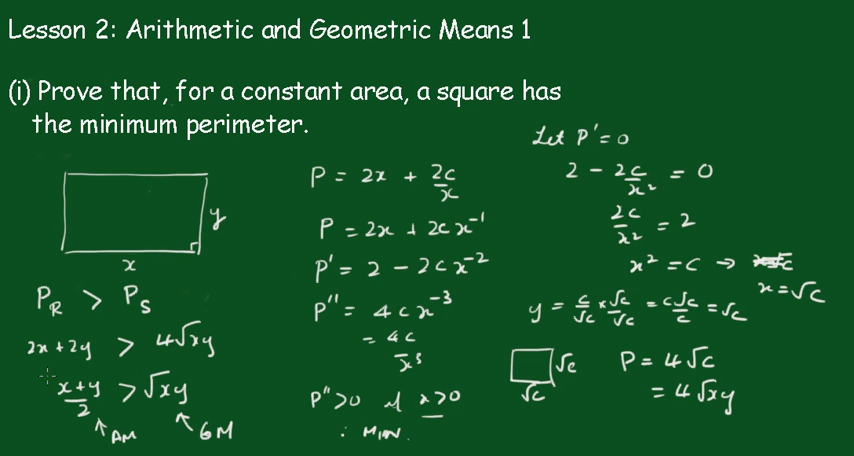 Lesson 2: Arithmetic and Geometric Means 1
(i) Prove that, for a constant area, a square has
the minimum perimeter.
y
x
P_R > P_S
2x + 2y > 4√xy
x+y/2 > √xy
↑ AM ↑ GM
P = 2x + 2c/x
P = 2x + 2cx⁻¹
P' = 2 - 2cx⁻²
P'' = 4cx⁻³
= 4c/x³
P'' > 0 if x > 0
∴ MIN.
Let P' = 0
2 - 2c/x² = 0
2c/x² = 2
x² = c →
x = √c
y = c/√c × √c/√c = c√c/c = √c
√c
√c
P = 4√c
= 4√xy